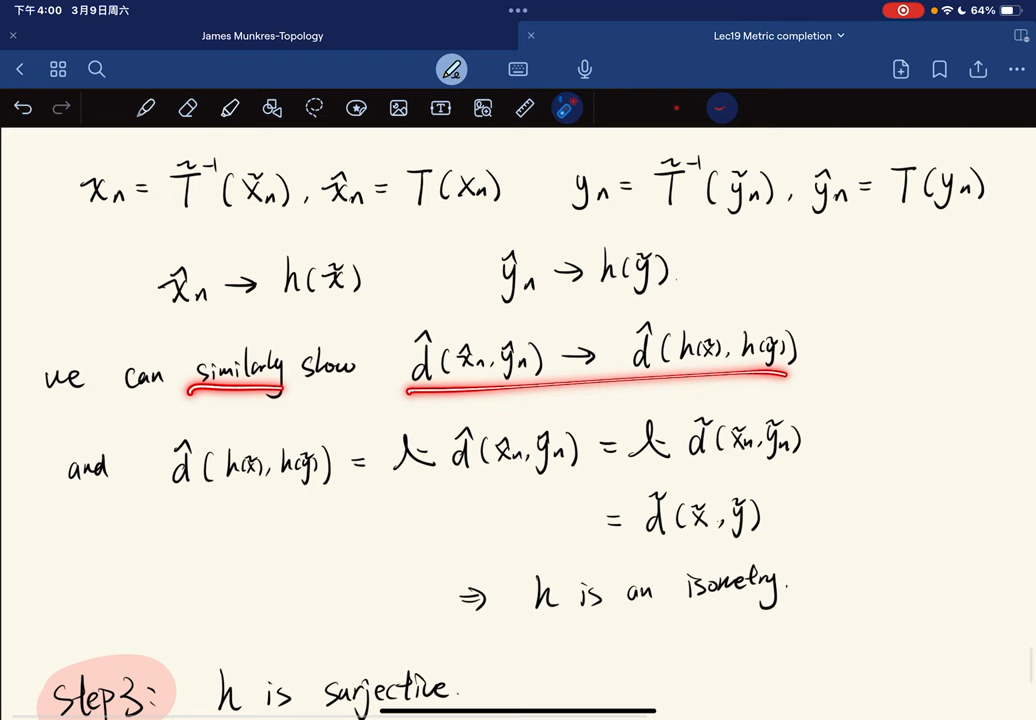 下午4:00 3月9日周六 64%
James Munkres-Topology Lec19 Metric completion
xₙ = T̃⁻¹(x̃ₙ), x̂ₙ = T(xₙ) yₙ = T̃⁻¹(ỹₙ), ŷₙ = T(yₙ)
x̂ₙ → h(x̃) ŷₙ → h(ỹ).
we can similarly show d̂(x̂ₙ, ŷₙ) → d̂(h(x̃), h(ỹ))
and d̂(h(x̃), h(ỹ)) = d̂(x̂ₙ, ŷₙ) = d̃(x̃ₙ, ỹₙ)
= d̃(x̃, ỹ)
⇒ h is an isometry.
Step3: h is surjective.